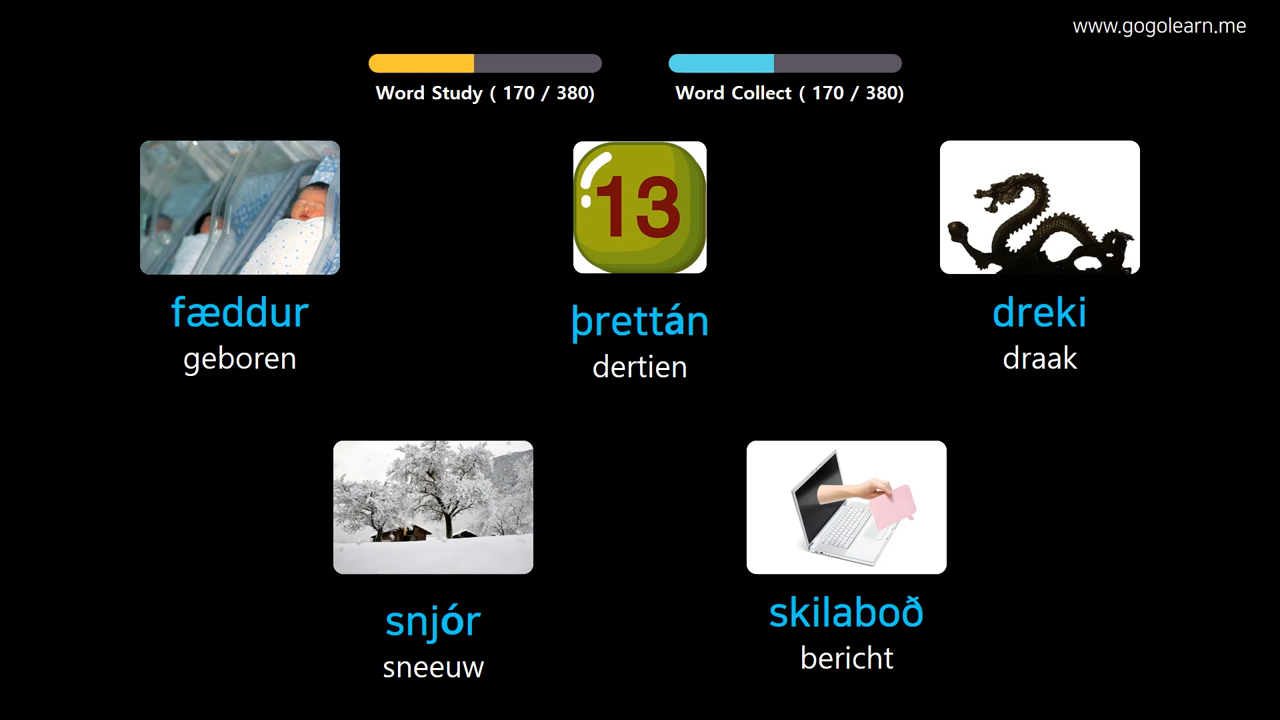 www.gogolearn.me
Word Study ( 170 / 380)
Word Collect ( 170 / 380)
13
fæddur
geboren
þrettán
dertien
dreki
draak
snjór
sneeuw
skilaboð
bericht